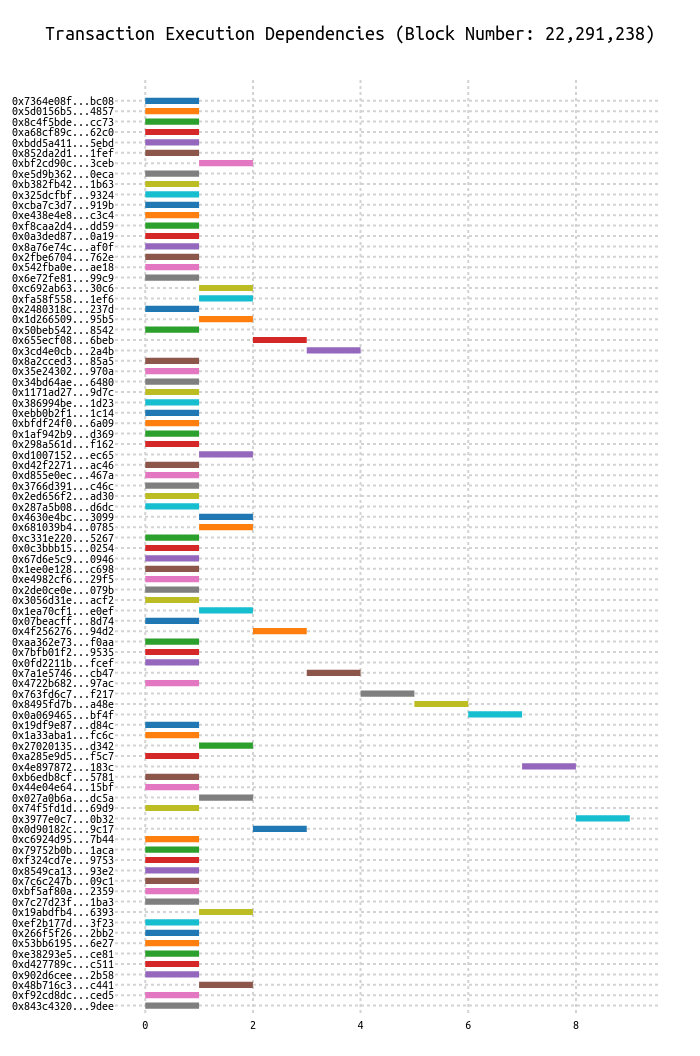 Transaction Execution Dependencies (Block Number: 22,291,238)
0x7364e08f...bc08
0x5d0156b5...4857
0x8c4f5bde...cc73
0xa68cf89c...62c0
0xbdd5a411...5ebd
0x852da2d1...1fef
0xbf2cd90c...3ceb
0xe5d9b362...0eca
0xb382fb42...1b63
0x325dcfbf...9324
0xcba7c3d7...919b
0xe438e4e8...c3c4
0xf8caa2d4...dd59
0x0a3ded87...0a19
0x8a76e74c...af0f
0x2fbe6704...762e
0x542fba0e...ae18
0x6e72fe81...99c9
0xc692ab63...30c6
0xfa58f558...1ef6
0x2480318c...237d
0x1d266509...95b5
0x50beb542...8542
0x655ecf08...6beb
0x3cd4e0cb...2a4b
0x8a2cced3...85a5
0x35e24302...970a
0x34bd64ae...6480
0x1171ad27...9d7c
0x386994be...1d23
0xebb0b2f1...1c14
0xbfdf24f0...6a09
0x1af942b9...d369
0x298a561d...f162
0xd1007152...ec65
0xd42f2271...ac46
0xd855e0ec...467a
0x3766d391...c46c
0x2ed656f2...ad30
0x287a5b08...d6dc
0x4630e4bc...3099
0x681039b4...0785
0xc331e220...5267
0x0c3bbb15...0254
0x67d6e5c9...0946
0x1ee0e128...c698
0xe4982cf6...29f5
0x2de0ce0e...079b
0x3056d31e...acf2
0x1ea70cf1...e0ef
0x07beacff...8d74
0x4f256276...94d2
0xaa362e73...f0aa
0x7bfb01f2...9535
0x0fd2211b...fcef
0x7a1e5746...cb47
0x4722b682...97ac
0x763fd6c7...f217
0x8495fd7b...a48e
0x0a069465...bf4f
0x19df9e87...d84c
0x1a33aba1...fc6c
0x27020135...d342
0xa285e9d5...f5c7
0x4e897872...183c
0xb6edb8cf...5781
0x44e04e64...15bf
0x027a0b6a...dc5a
0x74f5fd1d...69d9
0x3977e0c7...0b32
0x0d90182c...9c17
0xc6924d95...7b44
0x79752b0b...1aca
0xf324cd7e...9753
0x8549ca13...93e2
0x7c6c247b...09c1
0xbf5af80a...2359
0x7c27d23f...1ba3
0x19abdfb4...6393
0xef2b177d...3f23
0x266f5f26...2bb2
0x53bb6195...6e27
0xe38293e5...ce81
0xd427789c...c511
0x902d6cee...2b58
0x48b716c3...c441
0xf92cd8dc...ced5
0x843c4320...9dee
0 2 4 6 8